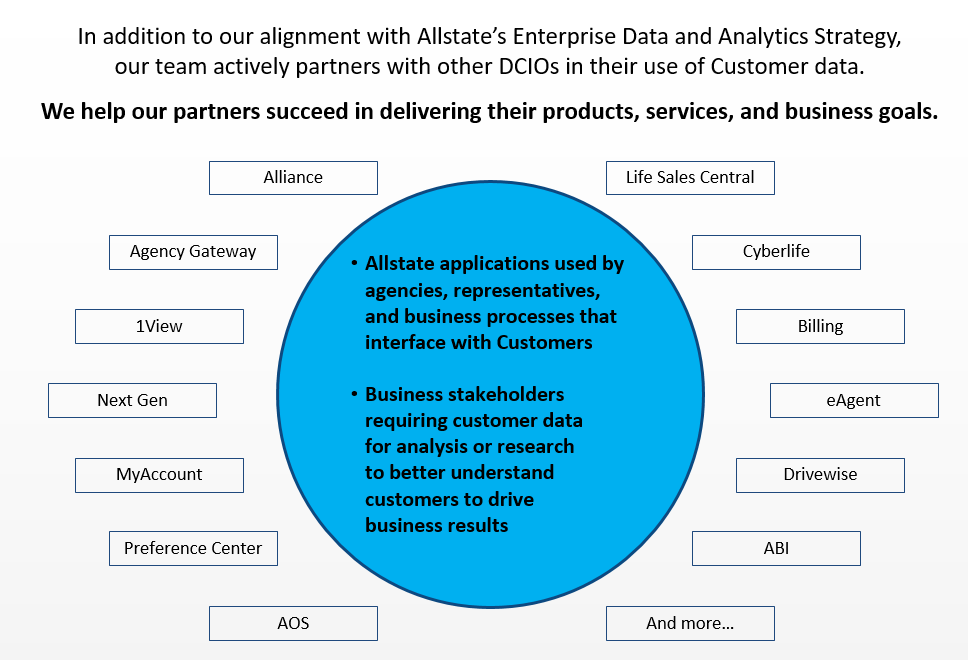 In addition to our alignment with Allstate’s Enterprise Data and Analytics Strategy,
our team actively partners with other DCIOs in their use of Customer data.
We help our partners succeed in delivering their products, services, and business goals.
Alliance
Agency Gateway
1View
Next Gen
MyAccount
Preference Center
AOS
• Allstate applications used by
agencies, representatives,
and business processes that
interface with Customers
• Business stakeholders
requiring customer data
for analysis or research
to better understand
customers to drive
business results
Life Sales Central
Cyberlife
Billing
eAgent
Drivewise
ABI
And more…